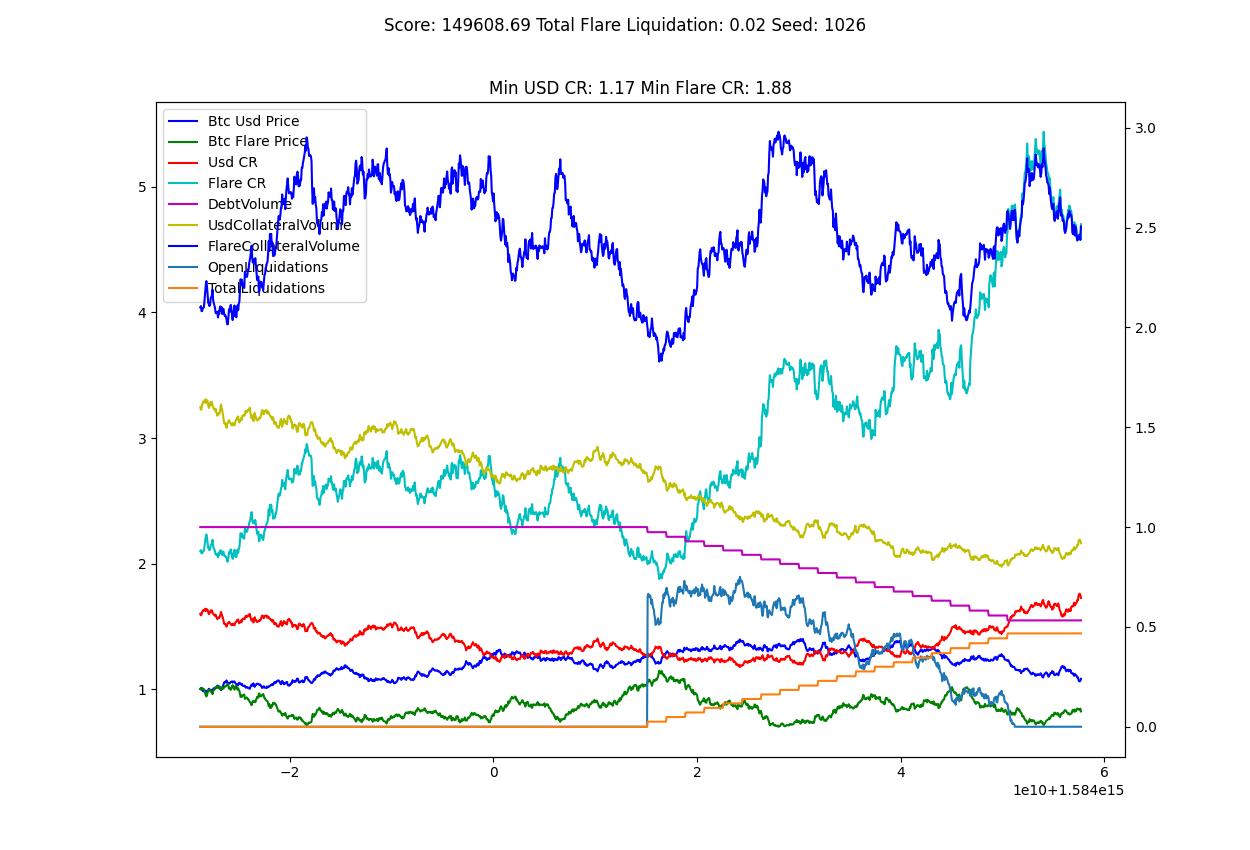 Score: 149608.69 Total Flare Liquidation: 0.02 Seed: 1026
Min USD CR: 1.17 Min Flare CR: 1.88
Btc Usd Price
Btc Flare Price
Usd CR
Flare CR
DebtVolume
UsdCollateralVolume
FlareCollateralVolume
OpenLiquidations
TotalLiquidations
5
4
3
2
1
3.0
2.5
2.0
1.5
1.0
0.5
0.0
−2
0
2
4
6
1e10+1.584e15